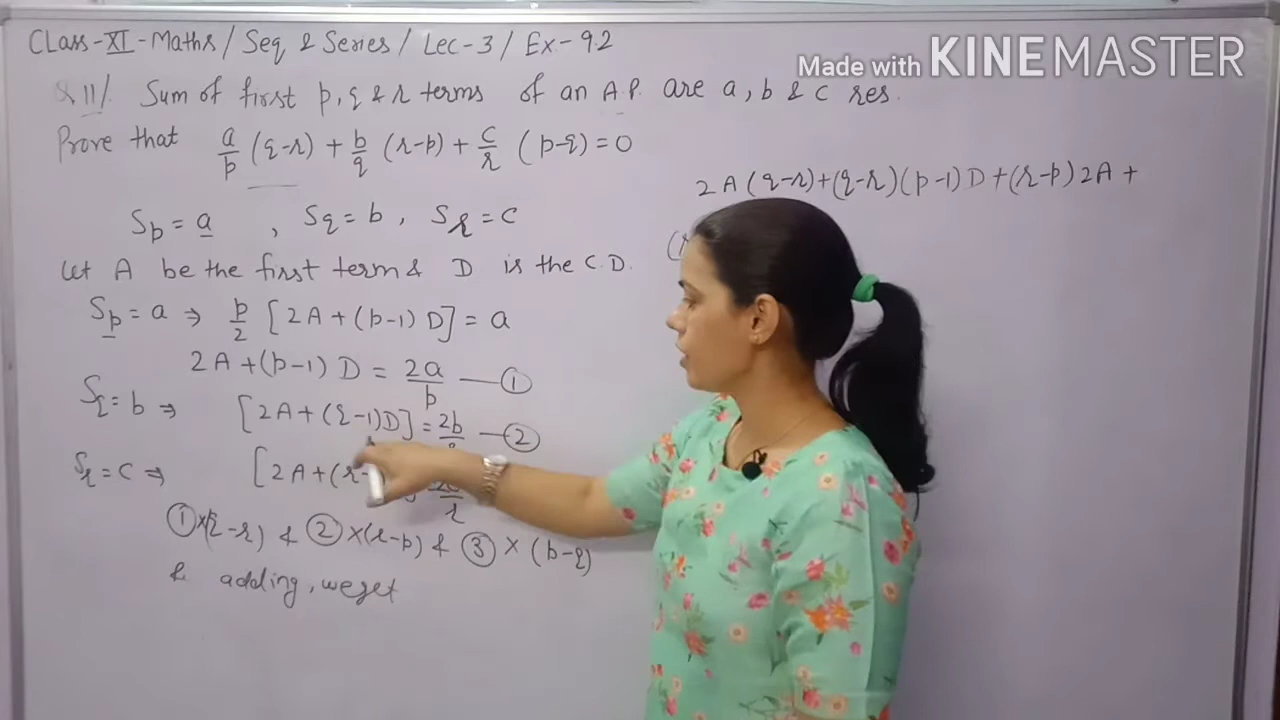 CLass-XI-Maths / Seq & Series / Lec-3 / Ex-9.2
Made with KINEMASTER
Q 11/. Sum of first p, q & r terms of an A.P. are a, b & c res.
Prove that a/p (q-r) + b/q (r-p) + c/r (p-q) = 0
Sp = a , Sq = b , Sr = c
Let A be the first term & D is the C.D.
Sp = a ⇒ p/2 [2A + (p-1) D] = a
2A + (p-1) D = 2a/p — ①
Sq = b ⇒ [2A + (q-1)D] = 2b/ — ②
Sr = c ⇒ [2A + (r- /r
① × (q-r) & ② × (r-p) & ③ × (p-q)
& adding, we get
2A (q-r) + (q-r) (p-1) D + (r-p) 2A +
(